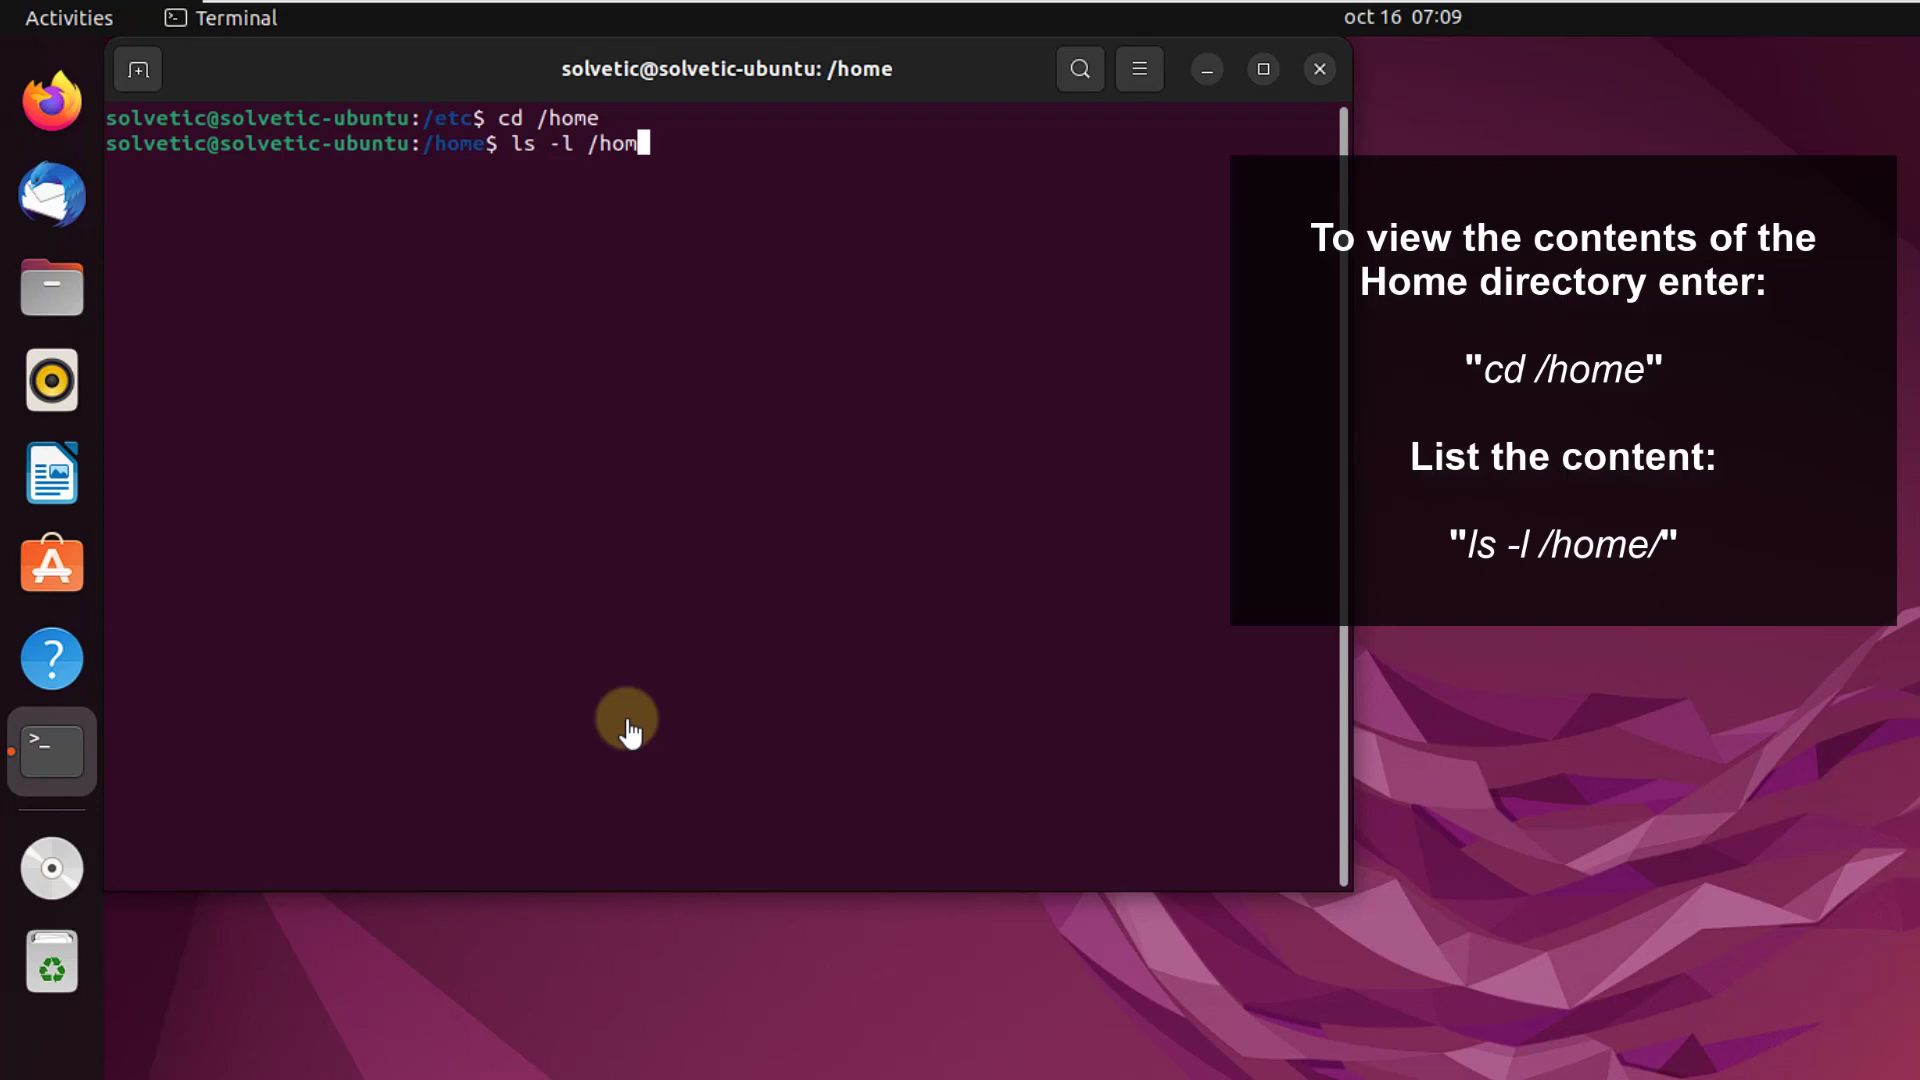 Activities
Terminal
oct 16 07:09
solvetic@solvetic-ubuntu: /home
solvetic@solvetic-ubuntu:/etc$ cd /home
solvetic@solvetic-ubuntu:/home$ ls -l /hom
To view the contents of the
Home directory enter:
"cd /home"
List the content:
"ls -l /home/"